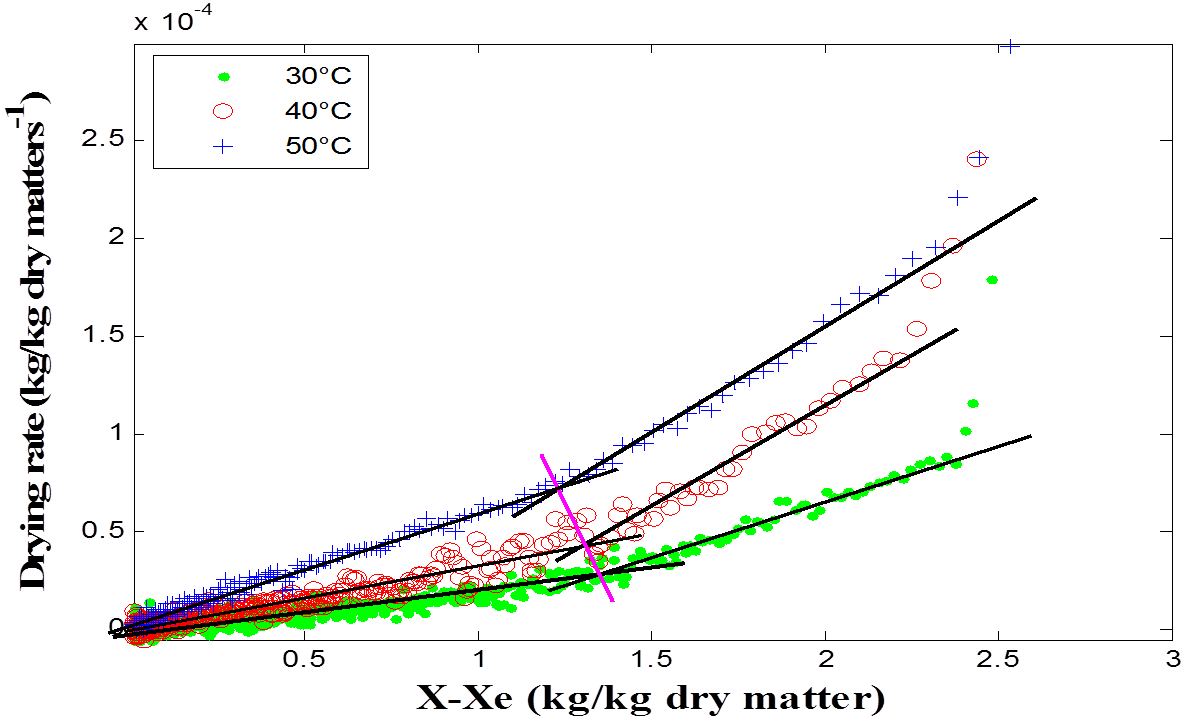 x 10-4
30°C
40°C
50°C
2.5
2
1.5
1
0.5
0
0.5
1
1.5
2
2.5
3
Drying rate (kg/kg dry matters-1)
X-Xe (kg/kg dry matter)